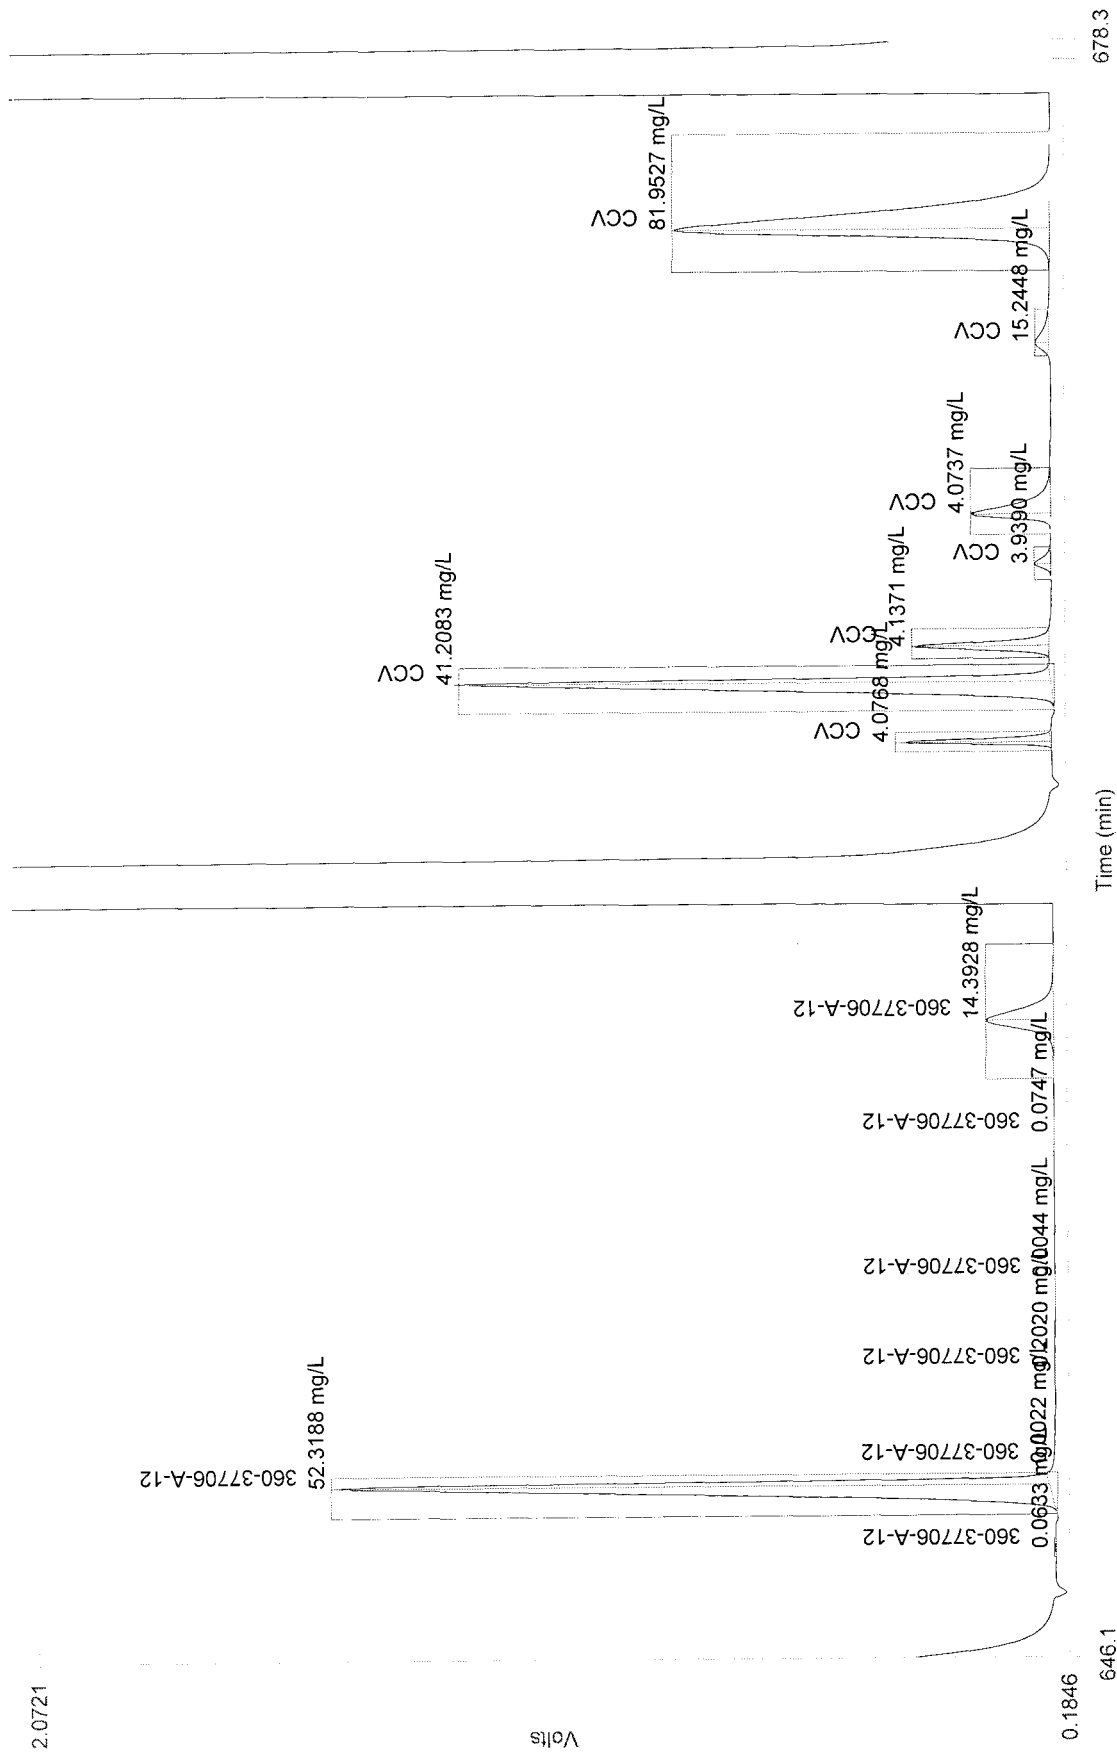 2.0721
Volts
0.1846
646.1
Time (min)
678.3
360-37706-A-12
0.0633 mg/L
360-37706-A-12
52.3188 mg/L
360-37706-A-12
0.0022 mg/L
360-37706-A-12
0.2020 mg/L
360-37706-A-12
0.0044 mg/L
360-37706-A-12
0.0747 mg/L
360-37706-A-12
14.3928 mg/L
CCV
4.0768 mg/L
CCV
41.2083 mg/L
CCV
4.1371 mg/L
CCV
3.9390 mg/L
CCV
4.0737 mg/L
CCV
15.2448 mg/L
CCV
81.9527 mg/L